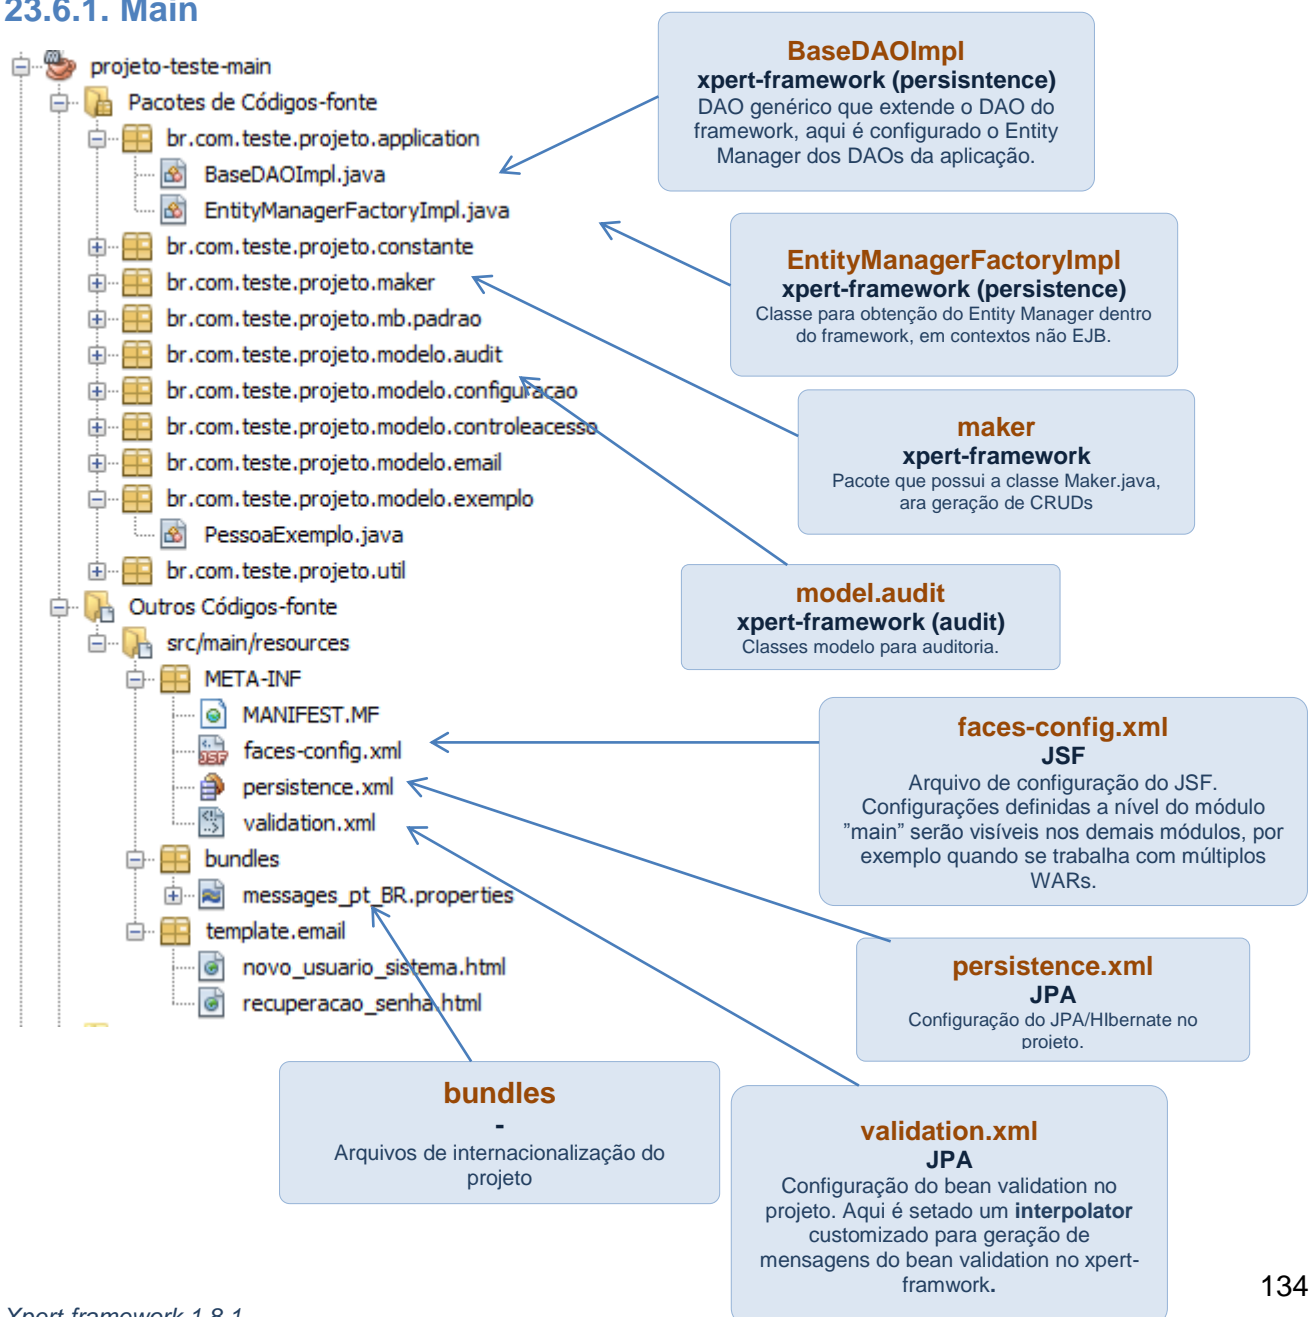 23.6.1. Main
projeto-teste-main
Pacotes de Códigos-fonte
br.com.teste.projeto.application
BaseDAOImpl.java
EntityManagerFactoryImpl.java
br.com.teste.projeto.constante
br.com.teste.projeto.maker
br.com.teste.projeto.mb.padrao
br.com.teste.projeto.modelo.audit
br.com.teste.projeto.modelo.configuracao
br.com.teste.projeto.modelo.controleacesso
br.com.teste.projeto.modelo.email
br.com.teste.projeto.modelo.exemplo
PessoaExemplo.java
br.com.teste.projeto.util
Outros Códigos-fonte
src/main/resources
META-INF
MANIFEST.MF
faces-config.xml
persistence.xml
validation.xml
bundles
messages_pt_BR.properties
template.email
novo_usuario_sistema.html
recuperacao_senha.html
BaseDAOImpl
xpert-framework (persisntence)
DAO genérico que extende o DAO do
framework, aqui é configurado o Entity
Manager dos DAOs da aplicação.
EntityManagerFactoryImpl
xpert-framework (persistence)
Classe para obtenção do Entity Manager dentro
do framework, em contextos não EJB.
maker
xpert-framework
Pacote que possui a classe Maker.java,
ara geração de CRUDs
model.audit
xpert-framework (audit)
Classes modelo para auditoria.
faces-config.xml
JSF
Arquivo de configuração do JSF.
Configurações definidas a nível do módulo
”main” serão visíveis nos demais módulos, por
exemplo quando se trabalha com múltiplos
WARs.
persistence.xml
JPA
Configuração do JPA/HIbernate no
projeto.
bundles
-
Arquivos de internacionalização do
projeto
validation.xml
JPA
Configuração do bean validation no
projeto. Aqui é setado um interpolator
customizado para geração de
mensagens do bean validation no xpert-
framwork.
134
Xpert-framework 1.8.1